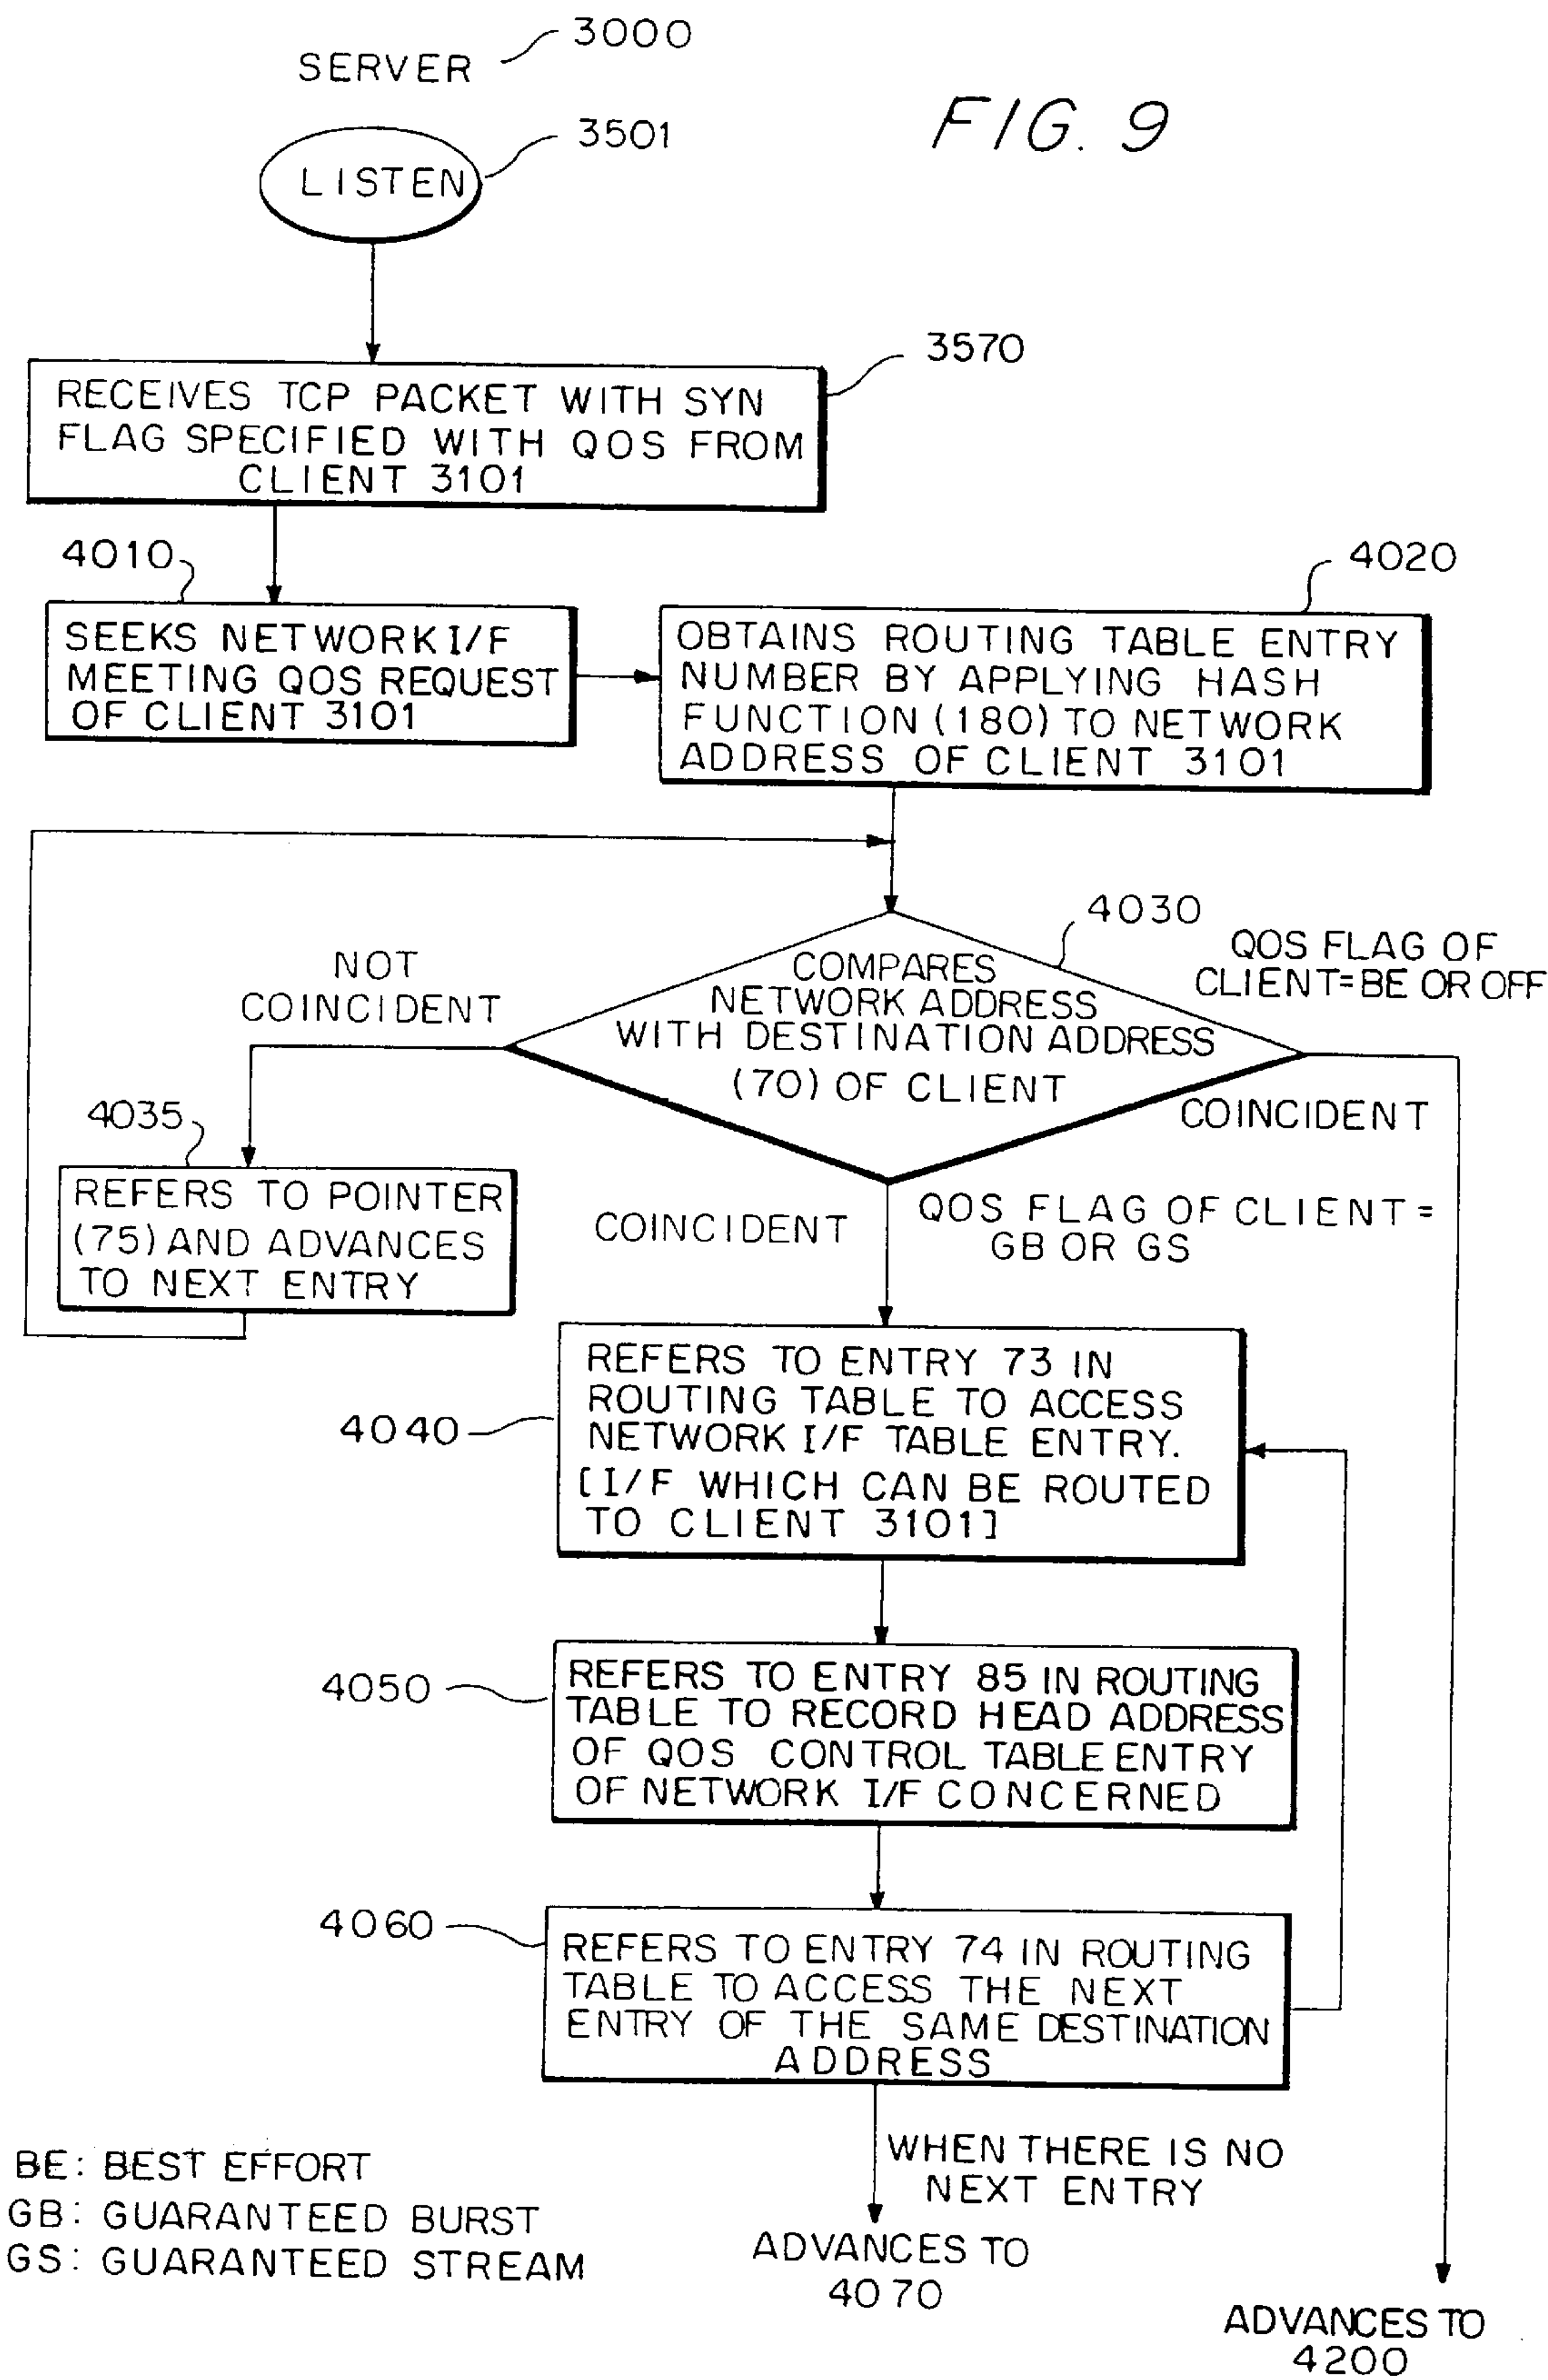 3000
SERVER
FIG. 9
3501
LISTEN
3570
RECEIVES TCP PACKET WITH SYN
FLAG SPECIFIED WITH QOS FROM
CLIENT 3101
4010
4020
SEEKS NETWORK I/F
MEETING QOS REQUEST
OF CLIENT 3101
OBTAINS ROUTING TABLE ENTRY
NUMBER BY APPLYING HASH
FUNCTION (180) TO NETWORK
ADDRESS OF CLIENT 3101
4030
QOS FLAG OF
CLIENT=BE OR OFF
NOT
COINCIDENT
COMPARES
NETWORK ADDRESS
WITH DESTINATION ADDRESS
(70) OF CLIENT
COINCIDENT
4035
REFERS TO POINTER
(75) AND ADVANCES
TO NEXT ENTRY
COINCIDENT
QOS FLAG OF CLIENT =
GB OR GS
4040
REFERS TO ENTRY 73 IN
ROUTING TABLE TO ACCESS
NETWORK I/F TABLE ENTRY.
[I/F WHICH CAN BE ROUTED
TO CLIENT 3101]
4050
REFERS TO ENTRY 85 IN ROUTING
TABLE TO RECORD HEAD ADDRESS
OF QOS CONTROL TABLE ENTRY
OF NETWORK I/F CONCERNED
4060
REFERS TO ENTRY 74 IN ROUTING
TABLE TO ACCESS THE NEXT
ENTRY OF THE SAME DESTINATION
ADDRESS
WHEN THERE IS NO
NEXT ENTRY
BE: BEST EFFORT
GB: GUARANTEED BURST
GS: GUARANTEED STREAM
ADVANCES TO
4070
ADVANCES TO
4200